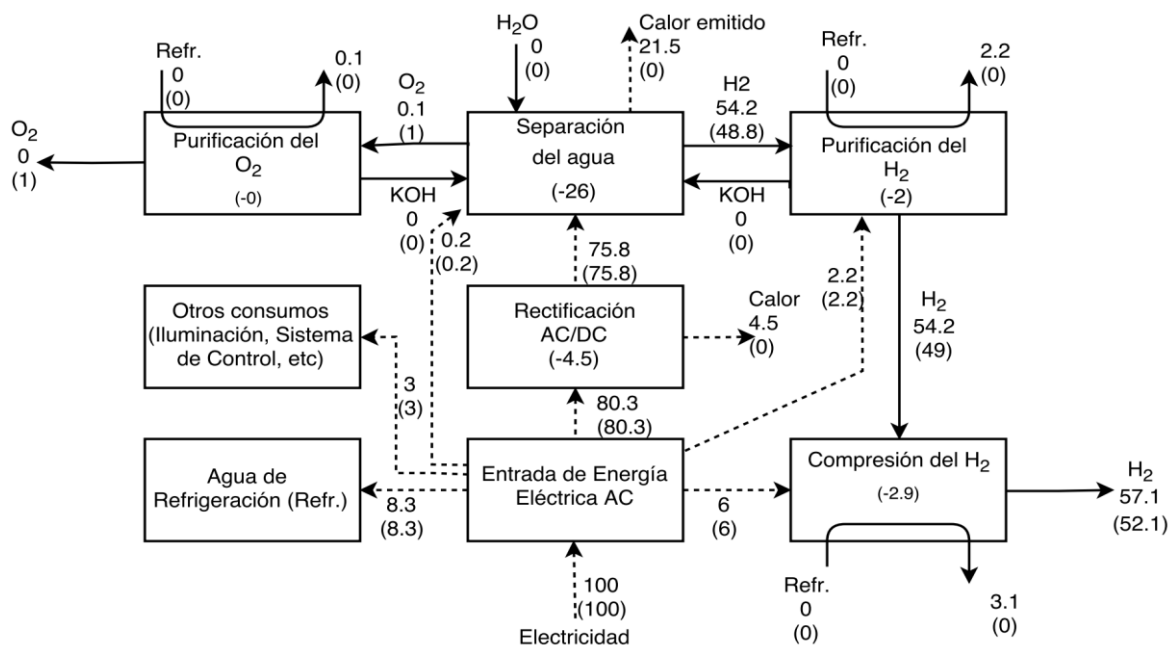 H₂O
0
(0)
Calor emitido
21.5
(0)
Refr.
0
(0)
0.1
(0)
Refr.
0
(0)
2.2
(0)
O₂
0
(1)
Purificación del
O₂
(-0)
O₂
0.1
(1)
KOH
0
(0)
Separación
del agua
(-26)
H2
54.2
(48.8)
KOH
0
(0)
Purificación del
H₂
(-2)
0.2
(0.2)
75.8
(75.8)
2.2
(2.2)
H₂
54.2
(49)
Otros consumos
(Iluminación, Sistema
de Control, etc)
Rectificación
AC/DC
(-4.5)
Calor
4.5
(0)
3
(3)
80.3
(80.3)
Agua de
Refrigeración (Refr.)
8.3
(8.3)
Entrada de Energía
Eléctrica AC
6
(6)
Compresión del H₂
(-2.9)
H₂
57.1
(52.1)
100
(100)
Electricidad
Refr.
0
(0)
3.1
(0)